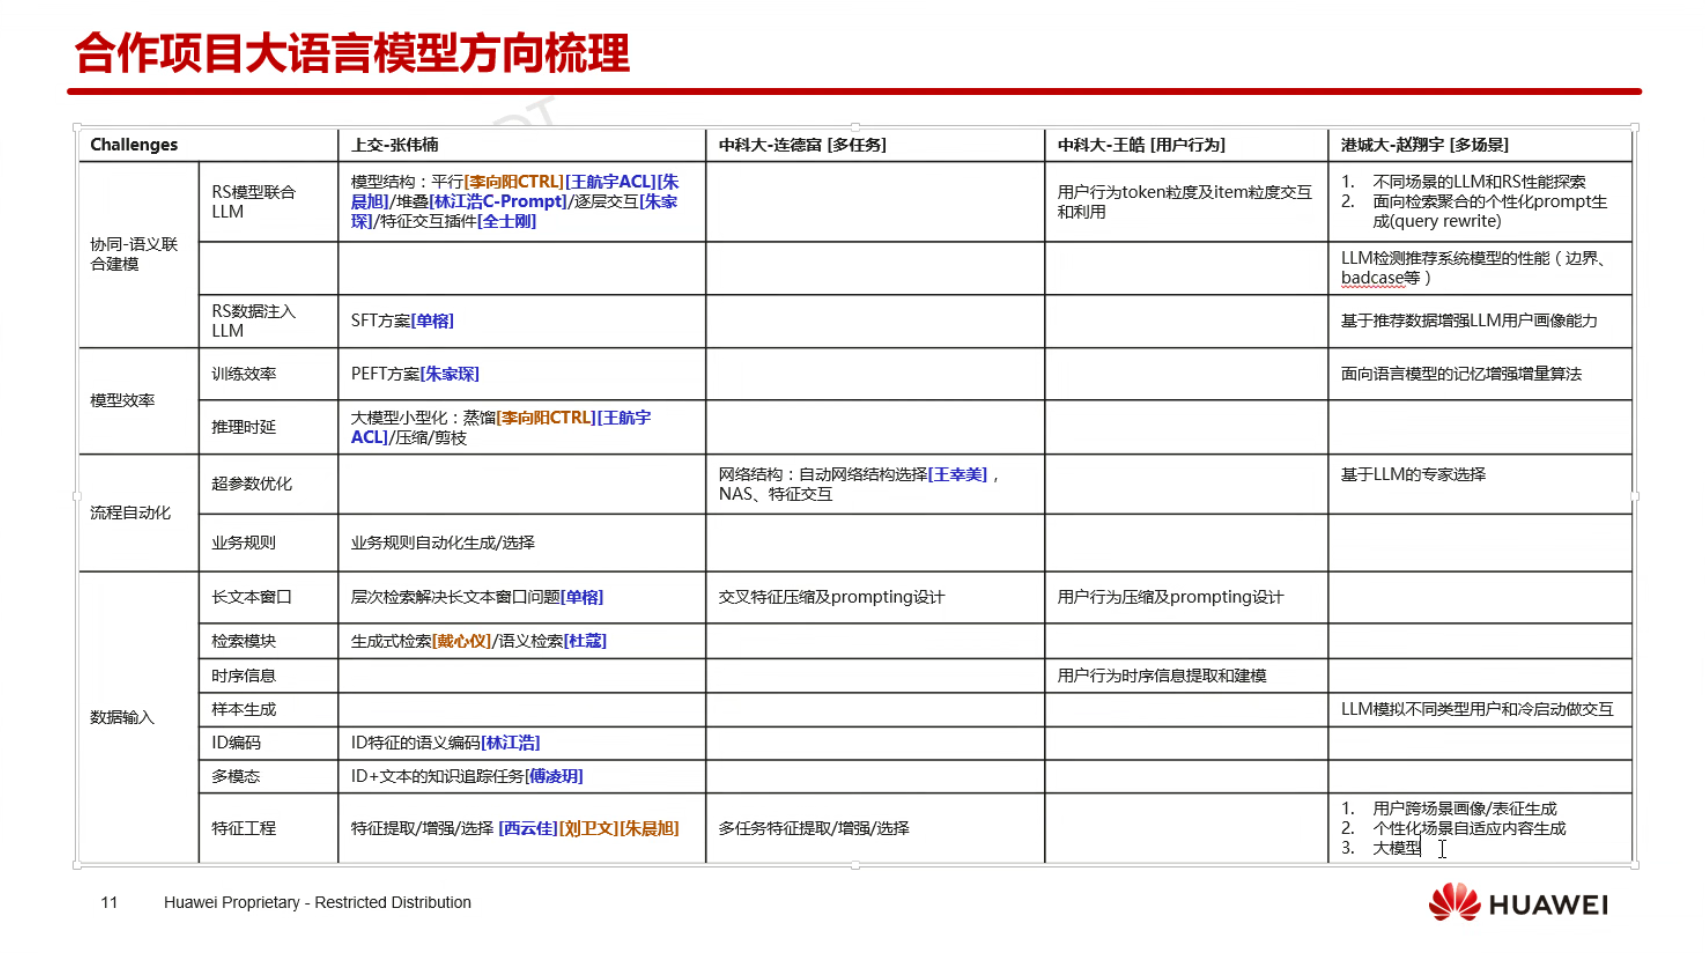 合作项目大语言模型方向梳理
Challenges
上交-张伟楠
中科大-连德富 [多任务]
中科大-王皓 [用户行为]
港城大-赵翔宇 [多场景]
协同-语义联
合建模
RS模型联合
LLM
模型结构：平行[李向阳CTRL][王航宇ACL][朱
晨旭]/堆叠[林江浩C-Prompt]/逐层交互[朱家
琛]/特征交互插件[全士刚]
用户行为token粒度及item粒度交互
和利用
1. 不同场景的LLM和RS性能探索
2. 面向检索聚合的个性化prompt生
成(query rewrite)
LLM检测推荐系统模型的性能（边界、
badcase等）
RS数据注入
LLM
SFT方案[单榕]
基于推荐数据增强LLM用户画像能力
模型效率
训练效率
PEFT方案[朱家琛]
面向语言模型的记忆增强增量算法
推理时延
大模型小型化：蒸馏[李向阳CTRL][王航宇
ACL]/压缩/剪枝
流程自动化
超参数优化
网络结构：自动网络结构选择[王幸美]，
NAS、特征交互
基于LLM的专家选择
业务规则
业务规则自动化生成/选择
数据输入
长文本窗口
层次检索解决长文本窗口问题[单榕]
交叉特征压缩及prompting设计
用户行为压缩及prompting设计
检索模块
生成式检索[戴心仪]/语义检索[杜蔻]
时序信息
用户行为时序信息提取和建模
样本生成
LLM模拟不同类型用户和冷启动做交互
ID编码
ID特征的语义编码[林江浩]
多模态
ID+文本的知识追踪任务[傅凌玥]
特征工程
特征提取/增强/选择 [西云佳][刘卫文][朱晨旭]
多任务特征提取/增强/选择
1. 用户跨场景画像/表征生成
2. 个性化场景自适应内容生成
3. 大模型
11
Huawei Proprietary - Restricted Distribution
HUAWEI